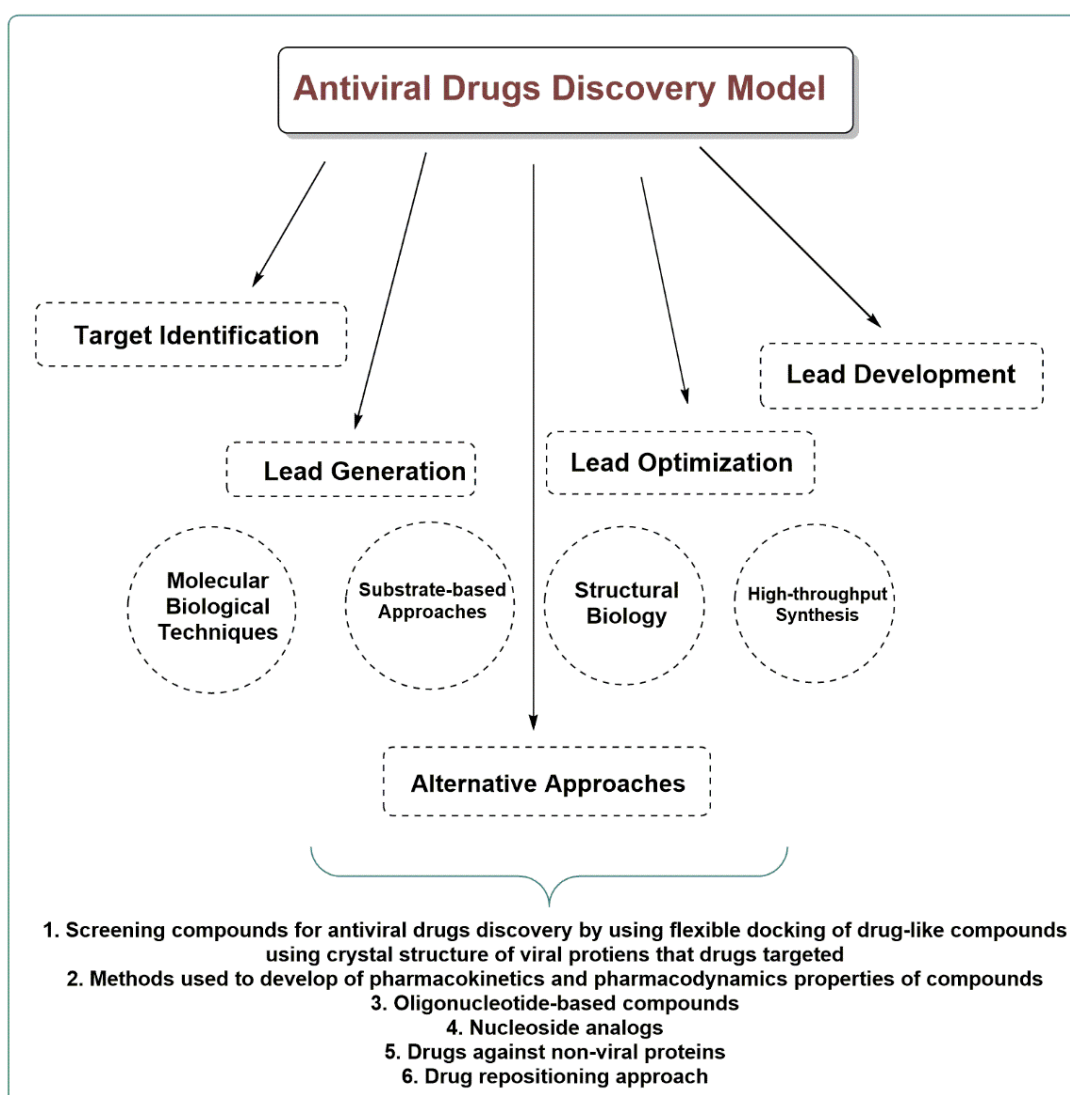 Antiviral Drugs Discovery Model
Target Identification
Lead Development
Lead Generation
Lead Optimization
Molecular
Biological
Techniques
Substrate-based
Approaches
Structural
Biology
High-throughput
Synthesis
Alternative Approaches
1. Screening compounds for antiviral drugs discovery by using flexible docking of drug-like compounds
using crystal structure of viral protiens that drugs targeted
2. Methods used to develop of pharmacokinetics and pharmacodynamics properties of compounds
3. Oligonucleotide-based compounds
4. Nucleoside analogs
5. Drugs against non-viral proteins
6. Drug repositioning approach